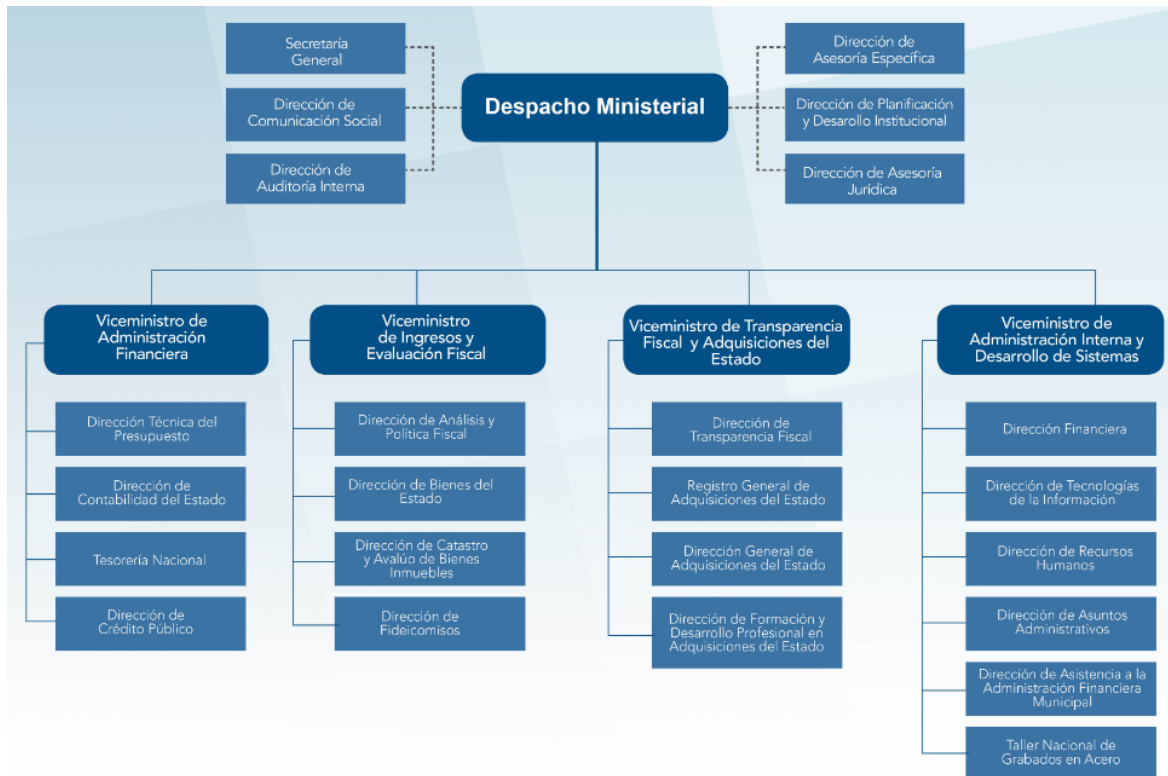 Secretaría
General
Dirección de
Comunicación Social
Dirección de
Auditoría Interna
Despacho Ministerial
Dirección de
Asesoría Específica
Dirección de Planificación
y Desarollo Institucional
Dirección de Asesoría
Jurídica
Viceministro de
Administración
Financiera
Dirección Técnica del
Presupuesto
Dirección de
Contabilidad del Estado
Tesorería Nacional
Dirección de
Crédito Público
Viceministro
de Ingresos y
Evaluación Fiscal
Dirección de Análisis y
Política Fiscal
Dirección de Bienes del
Estado
Dirección de Catastro
y Avalúo de Bienes
Inmuebles
Dirección de
Fideicomisos
Viceministro de Transparencia
Fiscal y Adquisiciones del
Estado
Dirección de
Transparencia Fiscal
Registro General de
Adquisiciones del Estado
Dirección General de
Adquisiciones del Estado
Dirección de Formación y
Desarrollo Profesional en
Adquisiciones del Estado
Viceministro de
Administración Interna y
Desarrollo de Sistemas
Dirección Financiera
Dirección de Tecnologías
de la Información
Dirección de Recursos
Humanos
Dirección de Asuntos
Administrativos
Dirección de Asistencia a la
Administración Financiera
Municipal
Taller Nacional de
Grabados en Acero